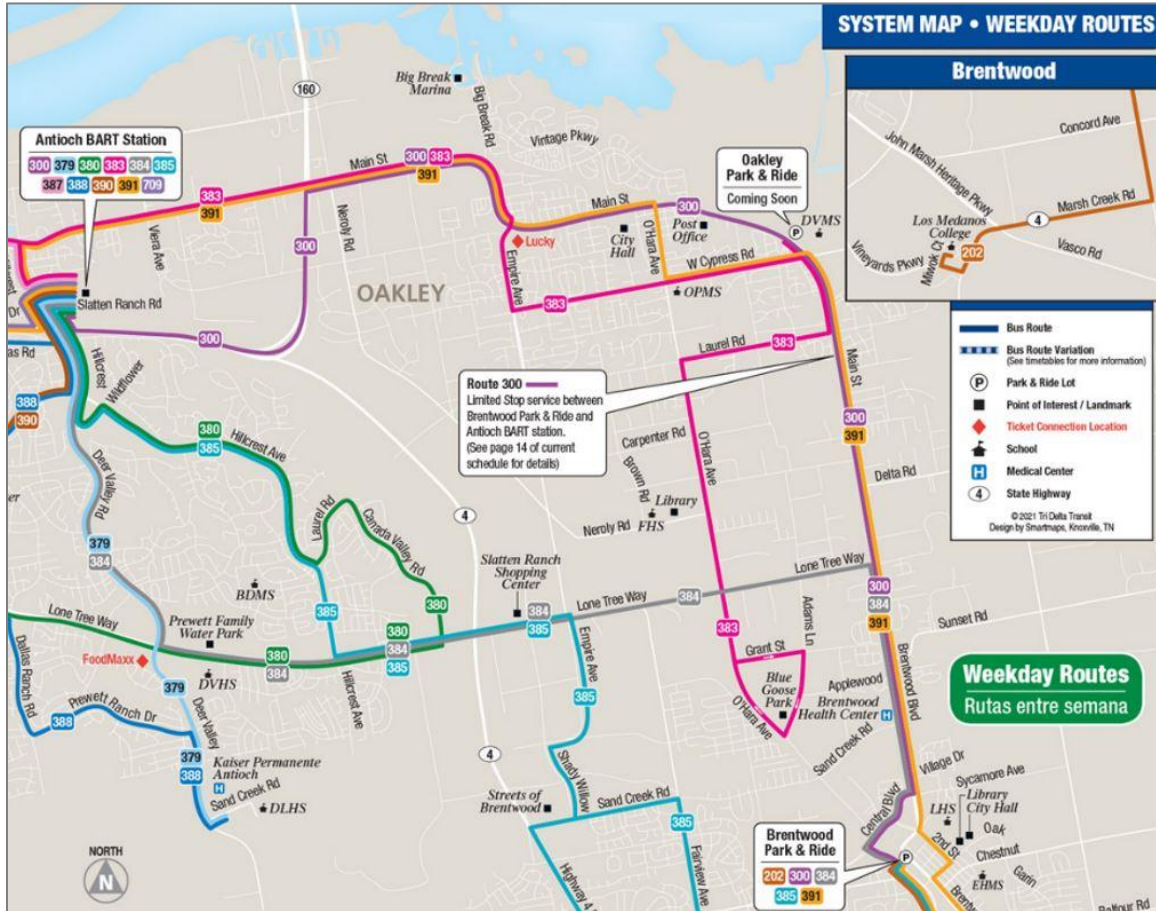 SYSTEM MAP • WEEKDAY ROUTES
Brentwood
Concord Ave
John Marsh Heritage Pkwy
Marsh Creek Rd
4
Los Medanos
College
202
Vasco Rd
Vineyards Pkwy
Miwok Ct
Bus Route
Bus Route Variation
(See timetables for more information)
P
Park & Ride Lot
Point of Interest / Landmark
Ticket Connection Location
School
H
Medical Center
4
State Highway
©2021 Tri Delta Transit
Design by Smartmaps, Knoxville, TN
Weekday Routes
Rutas entre semana
Antioch BART Station
300 379 380 383 384 385
387 388 390 391 709
160
Big Break
Marina
Big Break Rd
Vintage Pkwy
Main St
300 383
391
383
391
Viera Ave
Neroly Rd
300
Main St
300
Oakley
Park & Ride
Coming Soon
P
DVMS
Lucky
City
Hall
O'Hara Ave
Post
Office
W Cypress Rd
Empire Ave
383
OPMS
OAKLEY
Slatten Ranch Rd
Dr
300
Hillcrest
Wildflower
388
390
Laurel Rd
383
Main St
Route 300
Limited Stop service between
Brentwood Park & Ride and
Antioch BART station.
(See page 14 of current
schedule for details)
300
391
380
385
Hillcrest Ave
Carpenter Rd
O'Hara Ave
Delta Rd
Deer Valley Rd
Brown Rd
Library
FHS
Neroly Rd
Laurel Rd
Canada Valley Rd
4
379
384
Slatten Ranch
Shopping
Center
Lone Tree Way
BDMS
385
380
384
385
Lone Tree Way
384
300
384
391
Lone Tree Way
Prewett Family
Water Park
380
384
385
Adams Ln
Sunset Rd
FoodMaxx
380
384
DVHS
Hillcrest Ave
Empire Ave
383
Grant St
Dallas Ranch Rd
379
Prewett Ranch Dr
388
Deer Valley
385
Blue
Goose
Park
O'Hara Ave
Applewood
Brentwood
Health Center
H
Brentwood Blvd
Sand Creek Rd
379
388
Kaiser Permanente
Antioch
H
Sand Creek Rd
DLHS
4
Shady Willow
Village Dr
Sycamore Ave
Streets of
Brentwood
Sand Creek Rd
385
Central Blvd
LHS
Library
City Hall
2nd St
Oak
Chestnut
Garin
EHMS
Brentwood
Park & Ride
202 300 384
385 391
P
Fairview Ave
NORTH
N